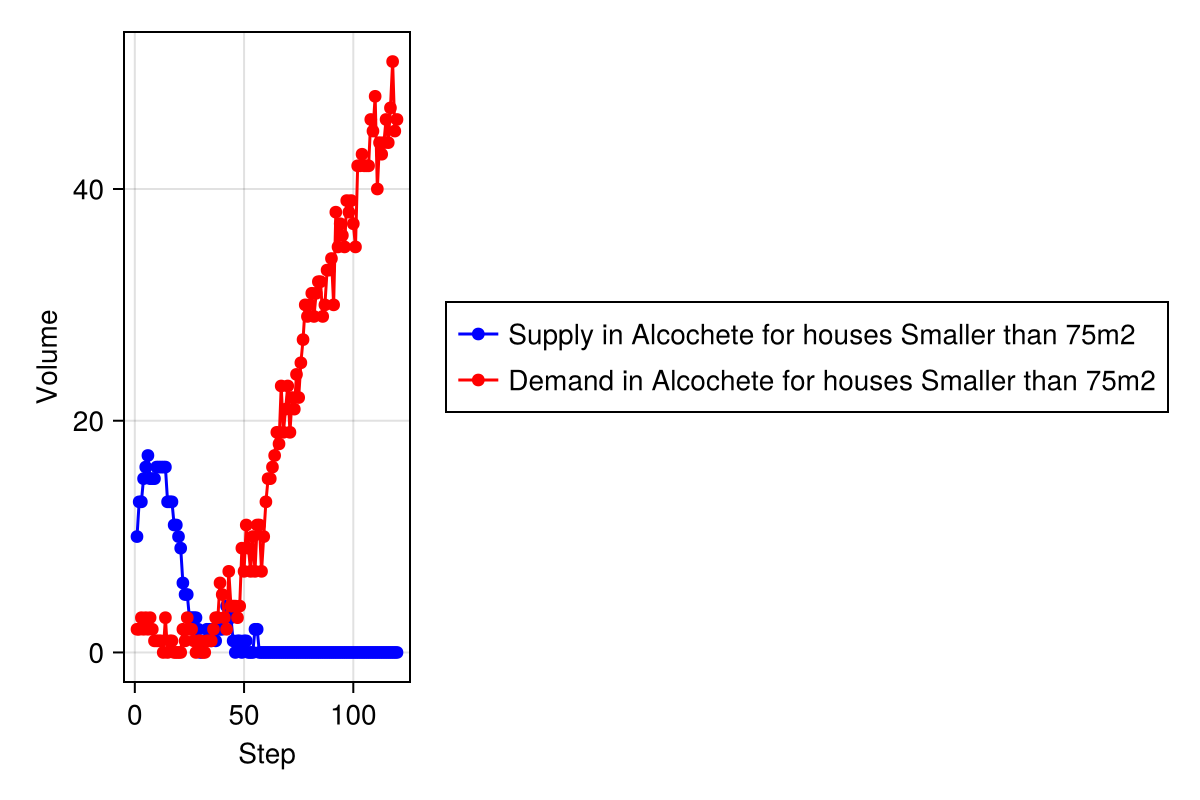 40
20
0
Volume
0 50 100
Step
Supply in Alcochete for houses Smaller than 75m2
Demand in Alcochete for houses Smaller than 75m2